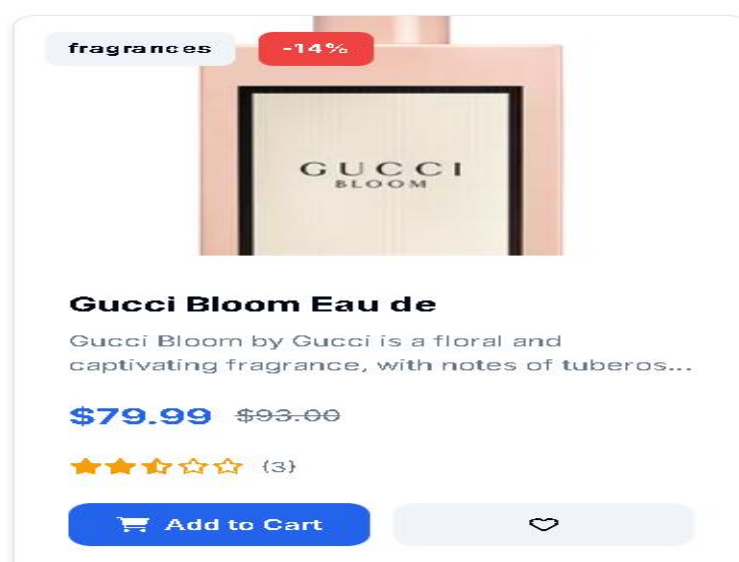 fragrances
-14%
GUCCI
BLOOM
Gucci Bloom Eau de
Gucci Bloom by Gucci is a floral and
captivating fragrance, with notes of tuberos...
$79.99 $93.00
(3)
Add to Cart